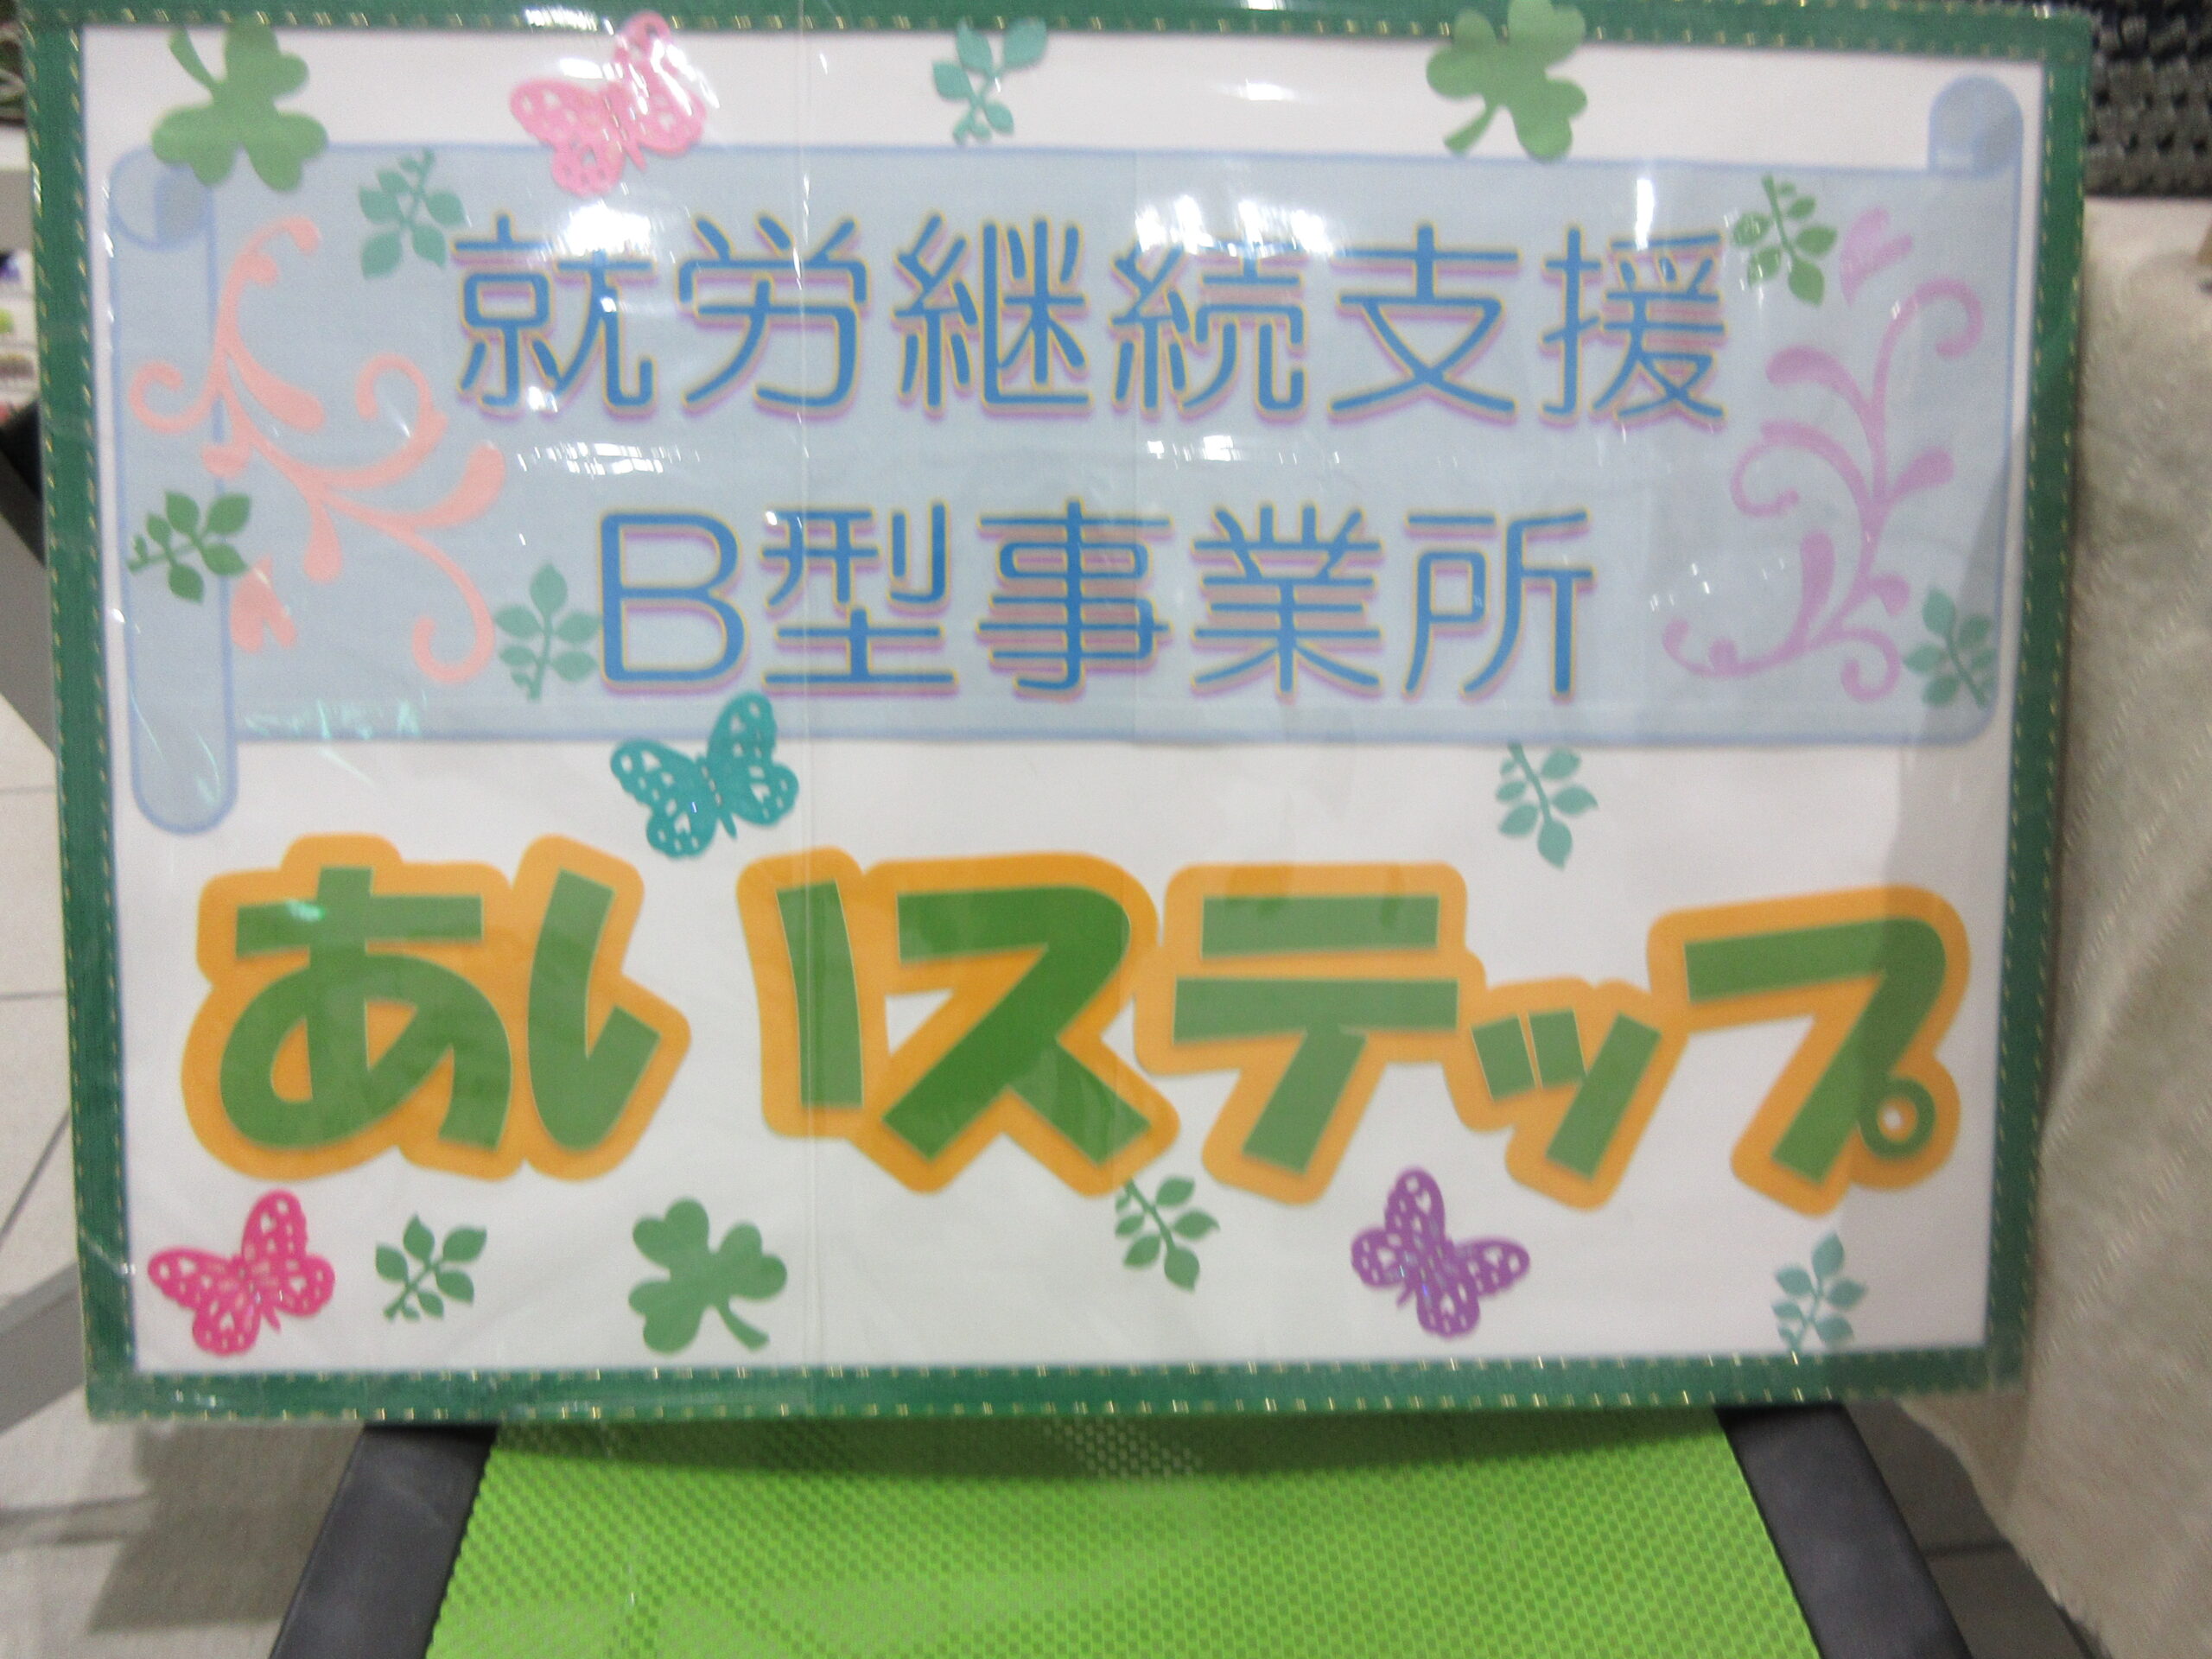 就労継続支援
B型事業所
あいステップ